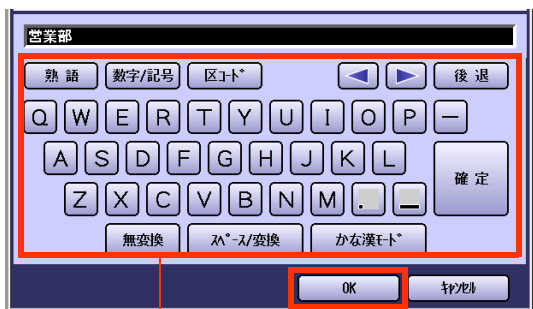 営業部
熟語 数字/記号 区ｺｰﾄﾞ 後退
Q W E R T Y U I O P ー
A S D F G H J K L
確定
Z X C V B N M . _
無変換 ｽﾍﾟｰｽ/変換 かな漢ﾓｰﾄﾞ
OK ｷｬﾝｾﾙ